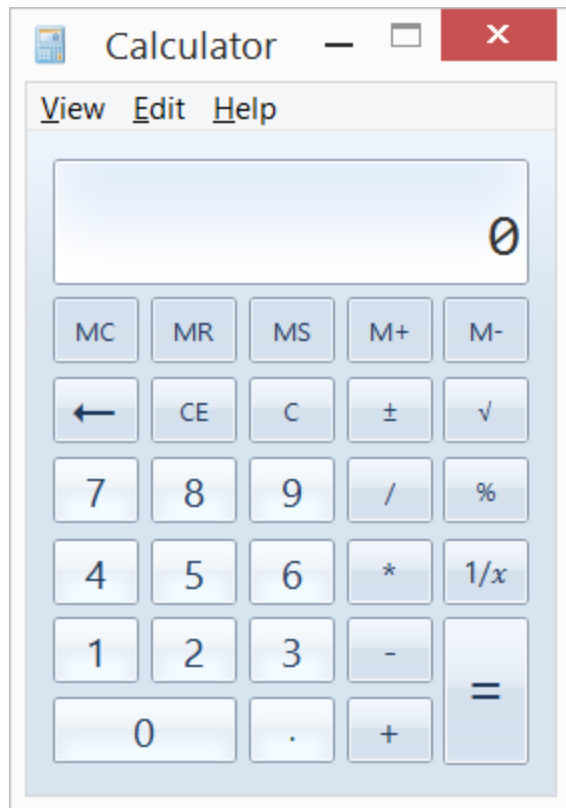 Calculator
View Edit Help
0
MC MR MS M+ M-
← CE C ± √
7 8 9 / %
4 5 6 * 1/x
1 2 3 - =
0 . +